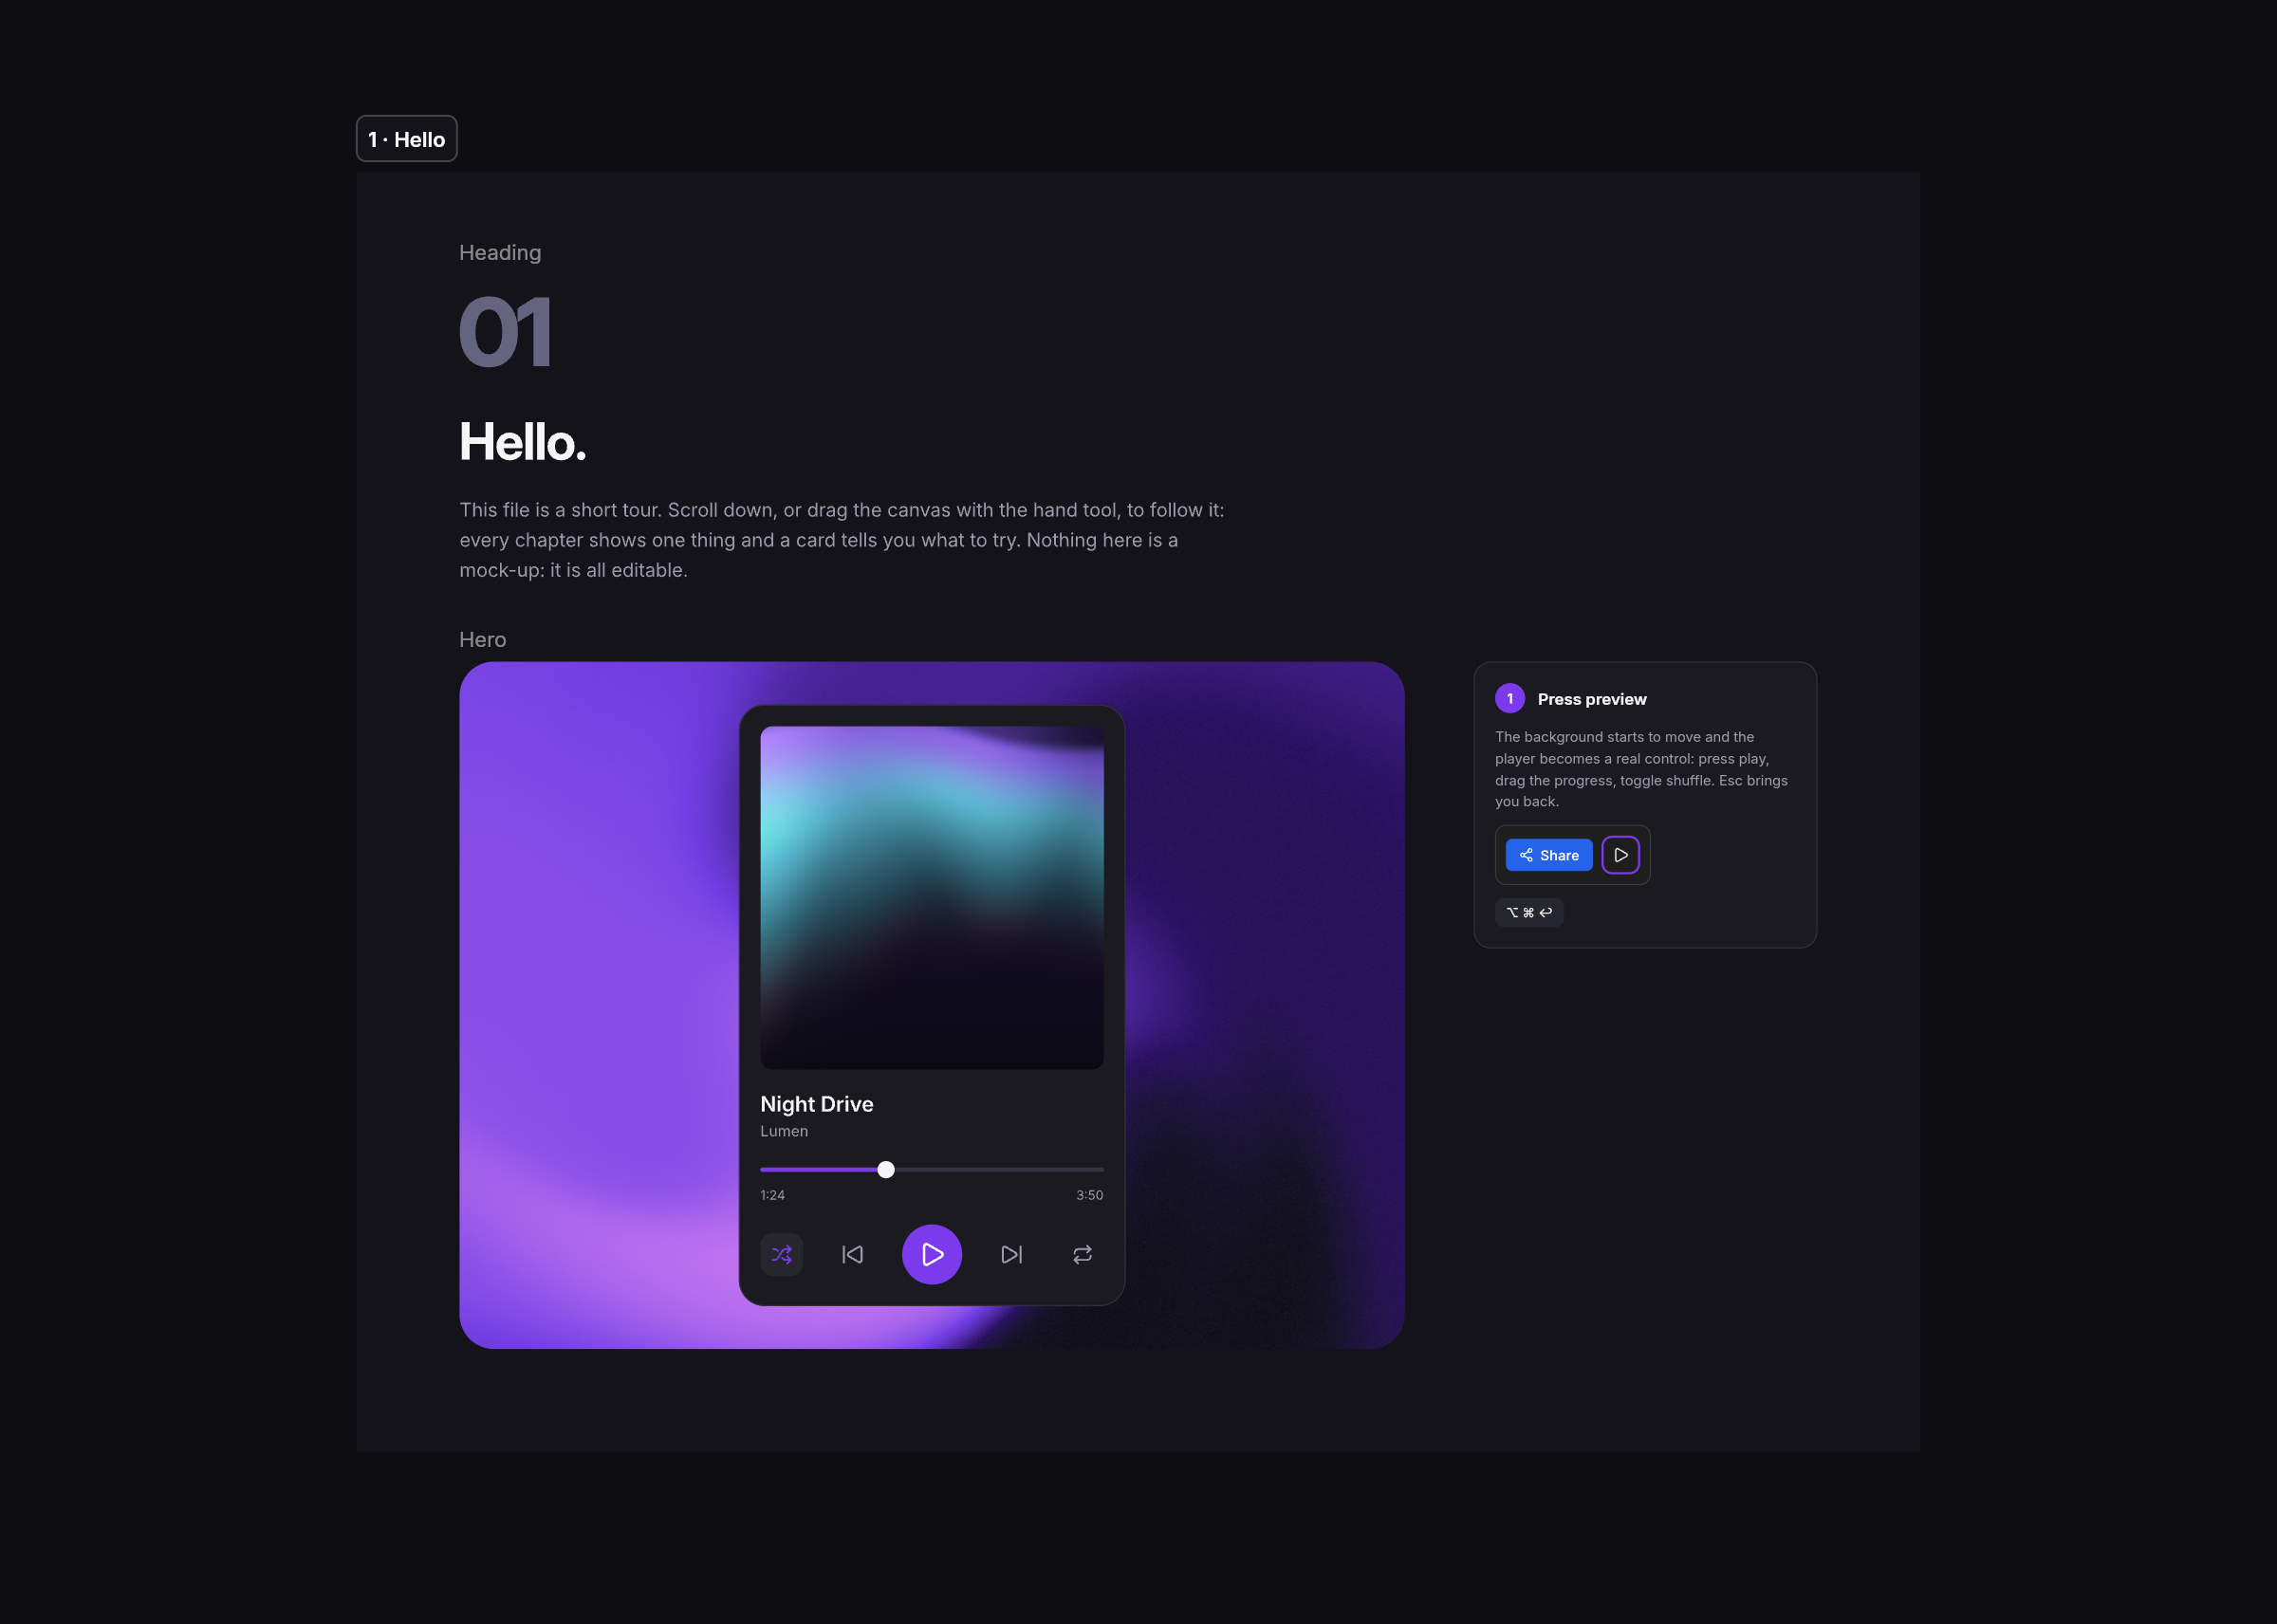 1 · Hello
Heading
01
Hello.
This file is a short tour. Scroll down, or drag the canvas with the hand tool, to follow it:
every chapter shows one thing and a card tells you what to try. Nothing here is a
mock-up: it is all editable.
Hero
Night Drive
Lumen
1:24
3:50
1
Press preview
The background starts to move and the
player becomes a real control: press play,
drag the progress, toggle shuffle. Esc brings
you back.
Share
⌥ ⌘ ↩